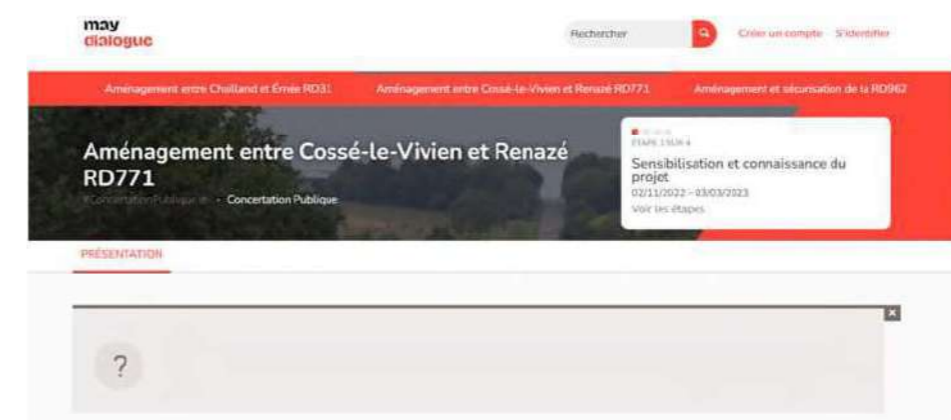 may
dialogue
Rechercher
Créer un compte S'identifier
Aménagement entre Chailland et Ernée RD31
Aménagement entre Cossé-le-Vivien et Renazé RD771
Aménagement et sécurisation de la RD962
Aménagement entre Cossé-le-Vivien et Renazé
RD771
#ConcertationPublique • Concertation Publique
ÉTAPE 1 SUR 4
Sensibilisation et connaissance du
projet
02/11/2022 - 03/03/2023
Voir les étapes
PRÉSENTATION
×
?